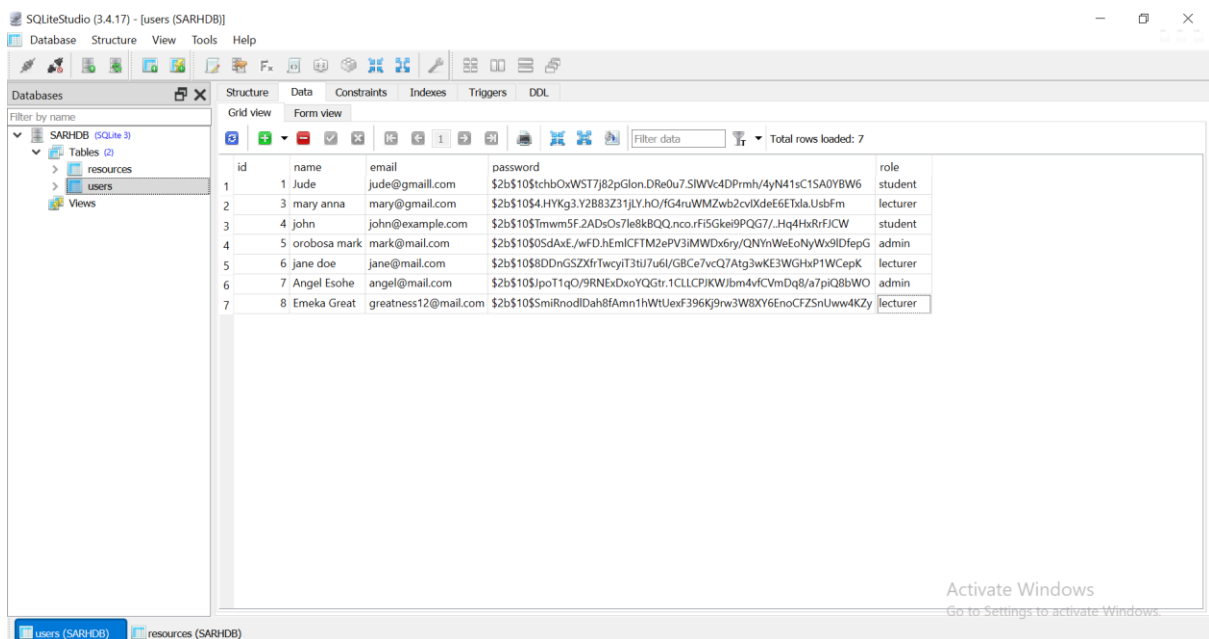 SQLiteStudio (3.4.17) - [users (SARHDB)]
Database Structure View Tools Help
Databases
Filter by name
SARHDB (SQLite 3)
Tables (2)
resources
users
Views
Structure Data Constraints Indexes Triggers DDL
Grid view Form view
1 Filter data Total rows loaded: 7
id name email password role
1 1 Jude jude@gmaill.com $2b$10$tchbOxWST7j82pGlon.DRe0u7.SlWVc4DPrmh/4yN41sC1SA0YBW6 student
2 3 mary anna mary@gmail.com $2b$10$4.HYKg3.Y2B83Z31jLY.hO/fG4ruWMZwb2cvlXdeE6ETxla.UsbFm lecturer
3 4 john john@example.com $2b$10$Tmwm5F.2ADsOs7le8kBQQ.nco.rFi5Gkei9PQG7/..Hq4HxRrFJCW student
4 5 orobosa mark mark@mail.com $2b$10$0SdAxE./wFD.hEmlCFTM2ePV3iMWDx6ry/QNYnWeEoNyWx9lDfepG admin
5 6 jane doe jane@mail.com $2b$10$8DDnGSZXfrTwcyiT3tiJ7u6I/GBCe7vcQ7Atg3wKE3WGHxP1WCepK lecturer
6 7 Angel Esohe angel@mail.com $2b$10$JpoT1qO/9RNExDxoYQGtr.1CLLCPJKWJbm4vfCVmDq8/a7piQ8bWO admin
7 8 Emeka Great greatness12@mail.com $2b$10$SmiRnodlDah8fAmn1hWtUexF396Kj9rw3W8XY6EnoCFZSnUww4KZy lecturer
Activate Windows
Go to Settings to activate Windows.
users (SARHDB) resources (SARHDB)